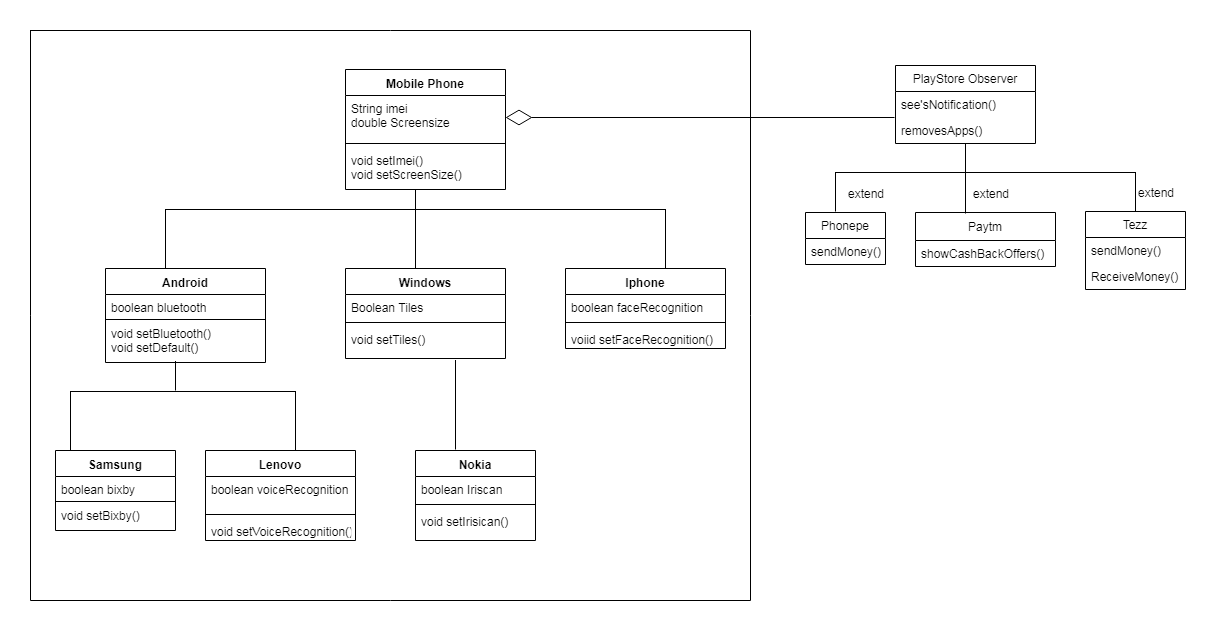 Mobile Phone
String imei
double Screensize
void setImei()
void setScreenSize()
PlayStore Observer
see'sNotification()
removesApps()
extend
extend
extend
Phonepe
sendMoney()
Paytm
showCashBackOffers()
Tezz
sendMoney()
ReceiveMoney()
Android
boolean bluetooth
void setBluetooth()
void setDefault()
Windows
Boolean Tiles
void setTiles()
Iphone
boolean faceRecognition
voiid setFaceRecognition()
Samsung
boolean bixby
void setBixby()
Lenovo
boolean voiceRecognition
void setVoiceRecognition()
Nokia
boolean Iriscan
void setIrisican()